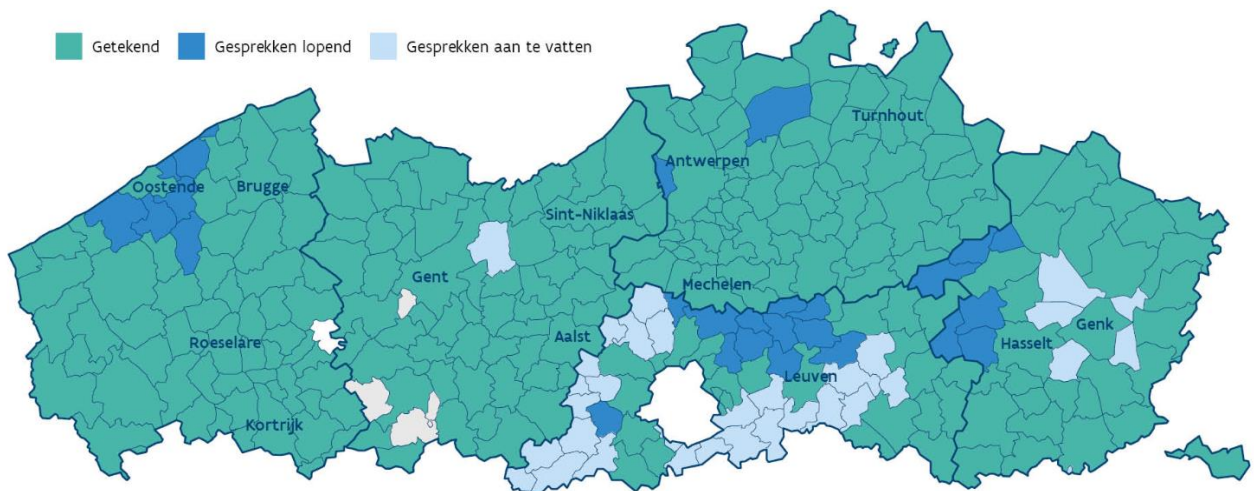 Getekend
Gesprekken lopend
Gesprekken aan te vatten
Turnhout
Antwerpen
Oostende
Brugge
Sint-Niklaas
Gent
Mechelen
Genk
Roeselare
Aalst
Hasselt
Leuven
Kortrijk